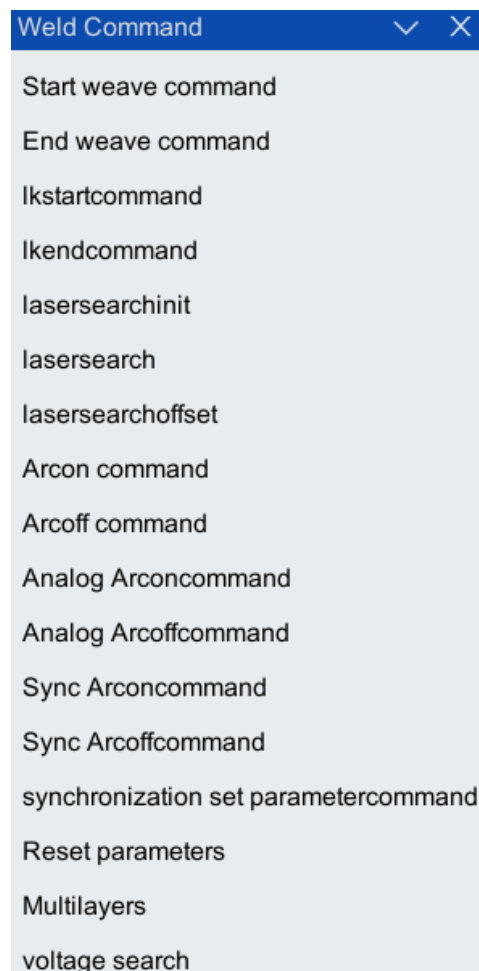 Weld Command
Start weave command
End weave command
lkstartcommand
lkendcommand
lasersearchinit
lasersearch
lasersearchoffset
Arcon command
Arcoff command
Analog Arconcommand
Analog Arcoffcommand
Sync Arconcommand
Sync Arcoffcommand
synchronization set parametercommand
Reset parameters
Multilayers
voltage search